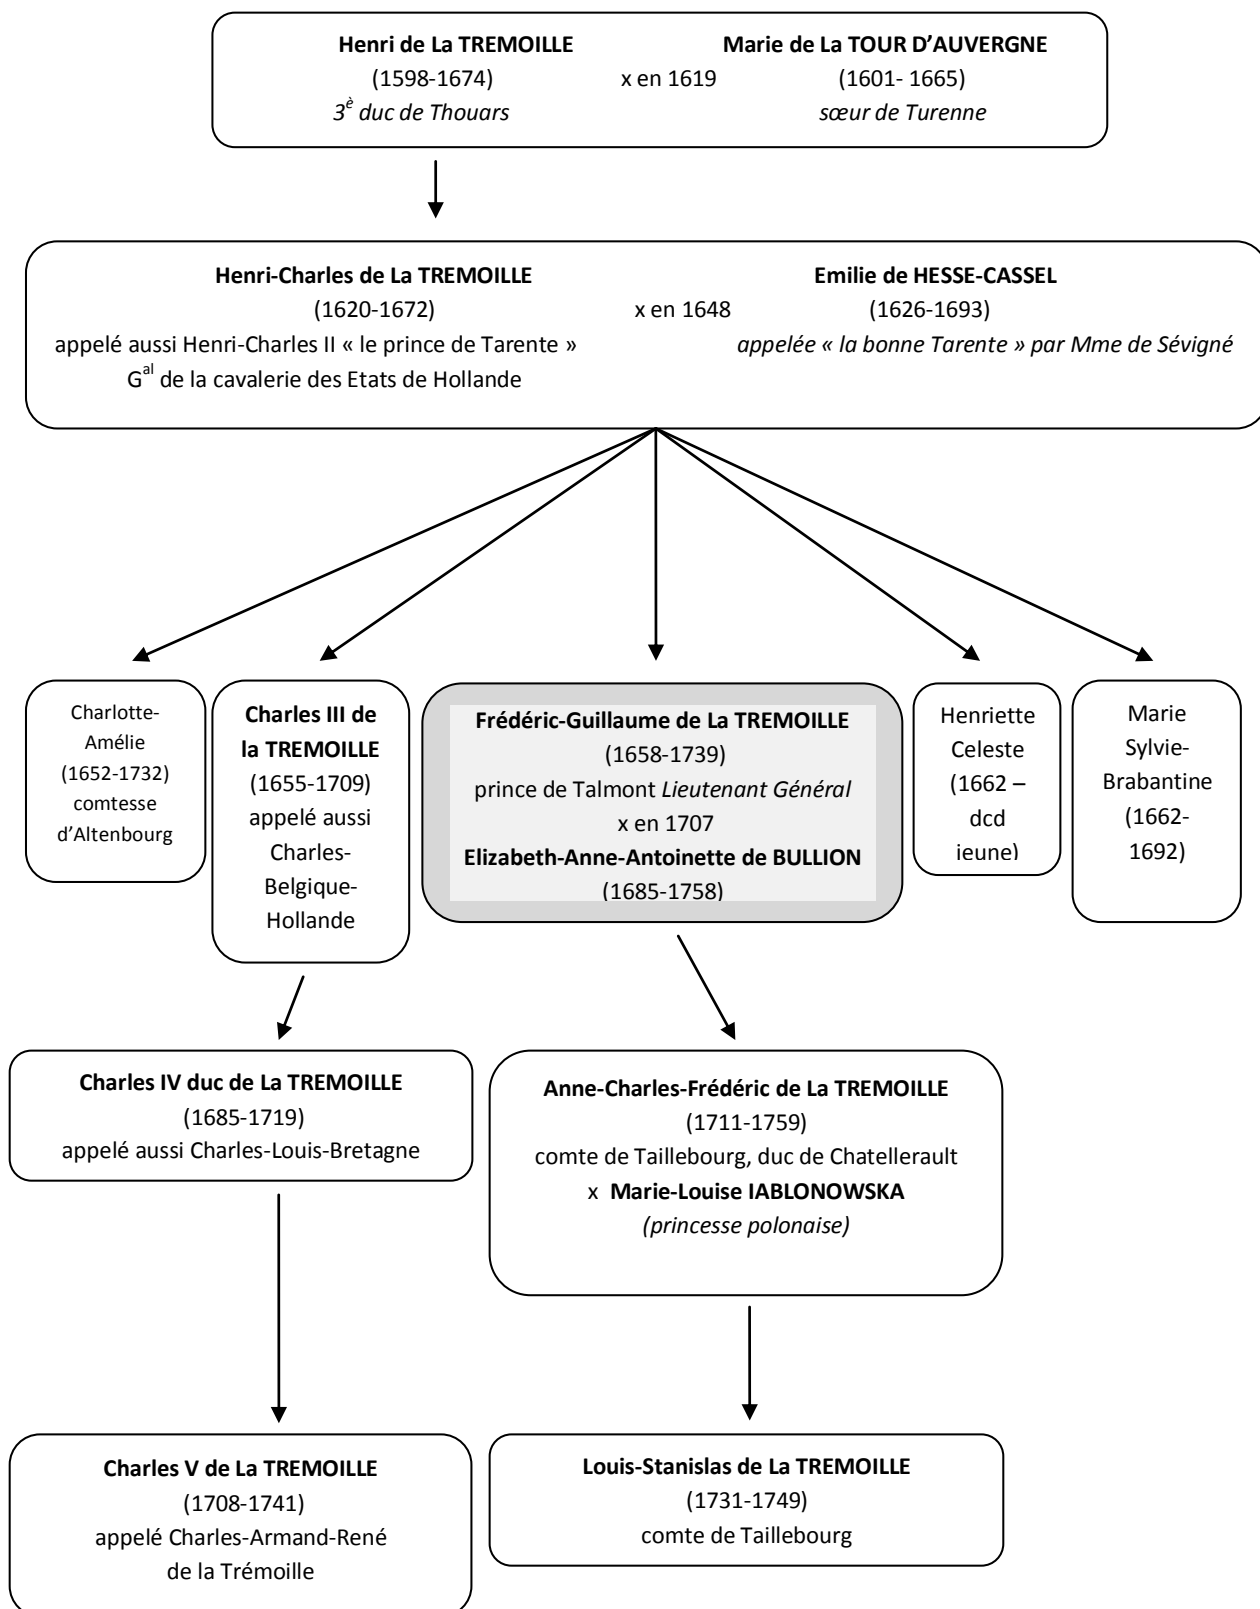 Henri de La TREMOILLE Marie de La TOUR D’AUVERGNE
(1598-1674) x en 1619 (1601- 1665)
3è duc de Thouars sœur de Turenne
Henri-Charles de La TREMOILLE Emilie de HESSE-CASSEL
(1620-1672) x en 1648 (1626-1693)
appelé aussi Henri-Charles II « le prince de Tarente » appelée « la bonne Tarente » par Mme de Sévigné
Gal de la cavalerie des Etats de Hollande
Charlotte-
Amélie
(1652-1732)
comtesse
d’Altenbourg
Charles III de
la TREMOILLE
(1655-1709)
appelé aussi
Charles-
Belgique-
Hollande
Frédéric-Guillaume de La TREMOILLE
(1658-1739)
prince de Talmont Lieutenant Général
x en 1707
Elizabeth-Anne-Antoinette de BULLION
(1685-1758)
Henriette
Celeste
(1662 –
dcd
jeune)
Marie
Sylvie-
Brabantine
(1662-
1692)
Charles IV duc de La TREMOILLE
(1685-1719)
appelé aussi Charles-Louis-Bretagne
Anne-Charles-Frédéric de La TREMOILLE
(1711-1759)
comte de Taillebourg, duc de Chatellerault
x Marie-Louise IABLONOWSKA
(princesse polonaise)
Charles V de La TREMOILLE
(1708-1741)
appelé Charles-Armand-René
de la Trémoille
Louis-Stanislas de La TREMOILLE
(1731-1749)
comte de Taillebourg